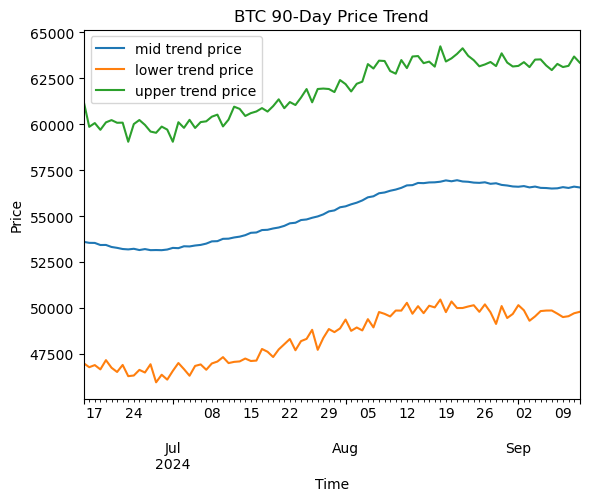 BTC 90-Day Price Trend
mid trend price
lower trend price
upper trend price
65000
62500
60000
57500
55000
52500
50000
47500
Price
17 24 08 15 22 29 05 12 19 26 02 09
Jul Aug Sep
2024
Time